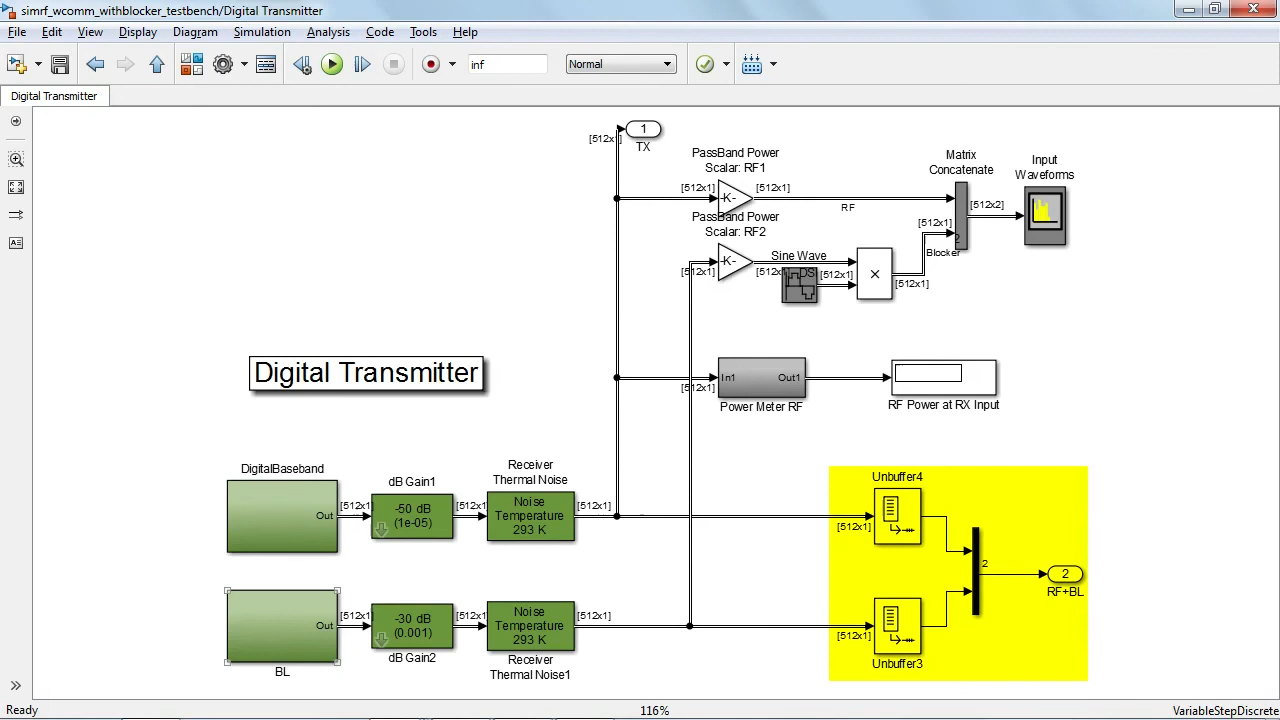 simrf_wcomm_withblocker_testbench/Digital Transmitter
File Edit View Display Diagram Simulation Analysis Code Tools Help
inf
Normal
Digital Transmitter
1
[512x1]
TX
PassBand Power
Scalar: RF1
[512x1]
-K-
[512x1]
RF
Matrix
Concatenate
2
[512x2]
Input
Waveforms
PassBand Power
Scalar: RF2
[512x1]
-K-
[512x1]
Sine Wave
DS
[512x1]
×
[512x1]
[512x1]
Blocker
[512x1]
In1
Out1
Power Meter RF
RF Power at RX Input
Digital Transmitter
DigitalBaseband
Out
[512x1]
dB Gain1
-50 dB
(1e-05)
[512x1]
Receiver
Thermal Noise
Noise
Temperature
293 K
[512x1]
[512x1]
Unbuffer4
BL
Out
[512x1]
-30 dB
(0.001)
dB Gain2
[512x1]
Noise
Temperature
293 K
Receiver
Thermal Noise1
[512x1]
[512x1]
Unbuffer3
2
2
RF+BL
Ready
116%
VariableStepDiscrete